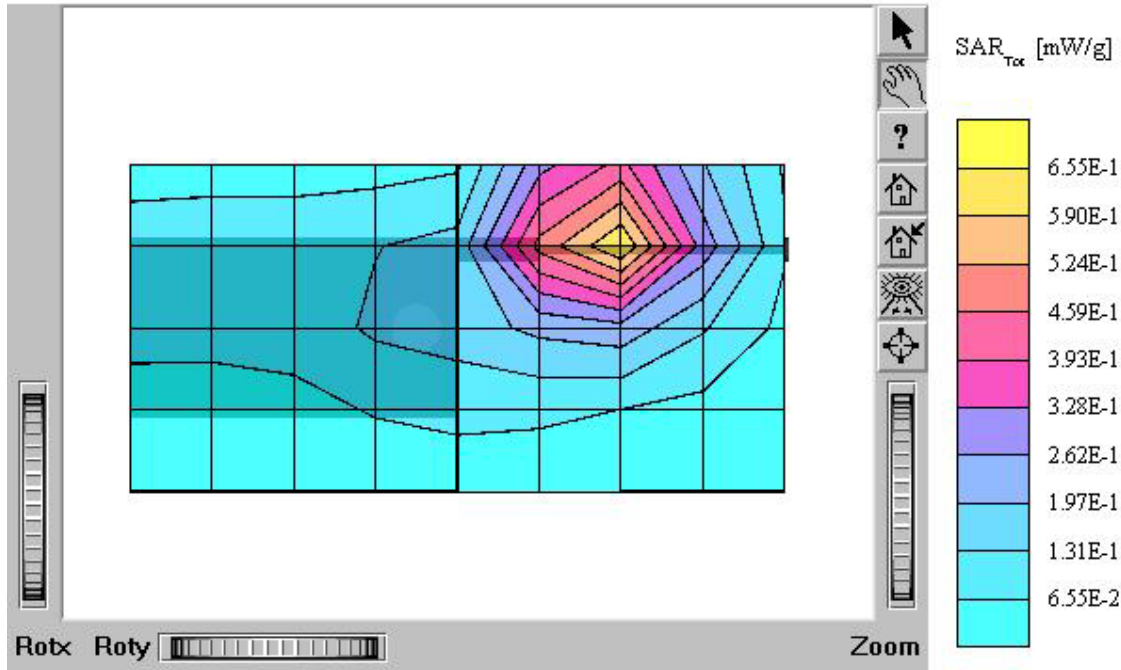 SAR_Tot [mW/g]
?
6.55E-1
5.90E-1
5.24E-1
4.59E-1
3.93E-1
3.28E-1
2.62E-1
1.97E-1
1.31E-1
6.55E-2
Rotx Roty Zoom